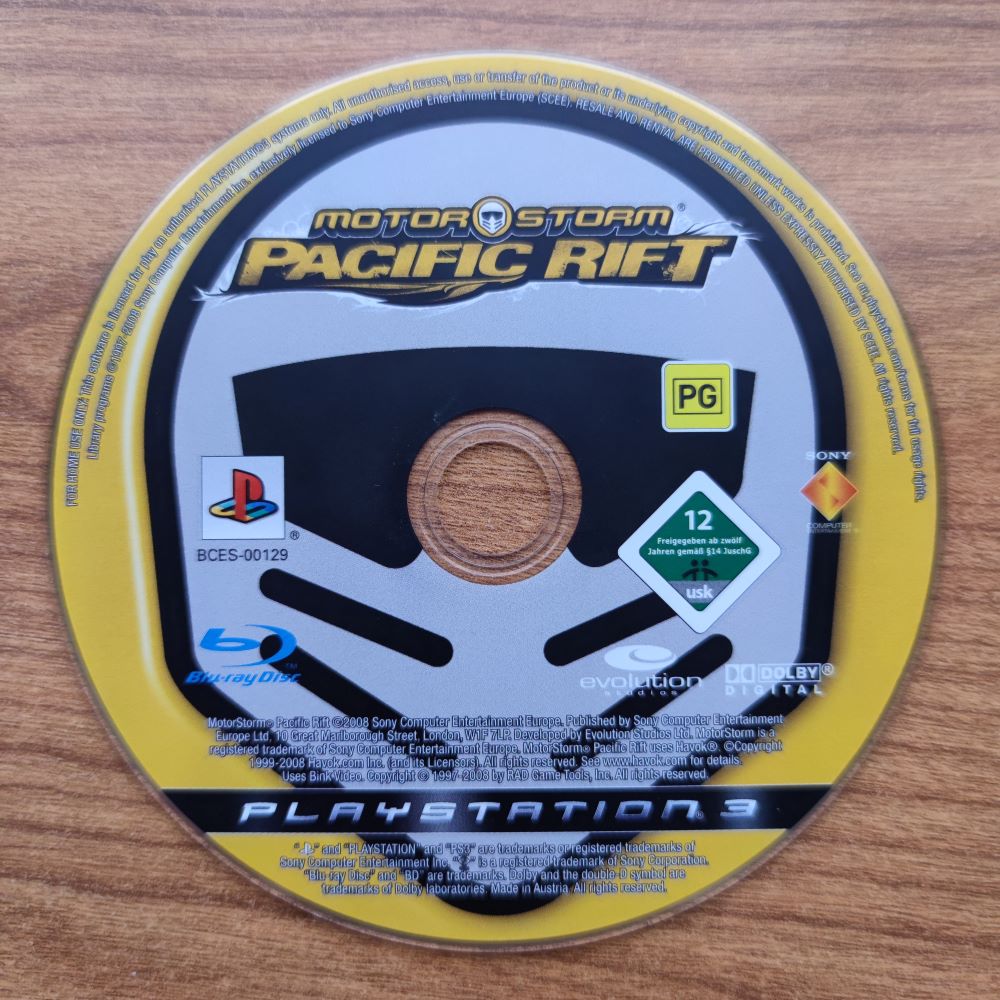 FOR HOME USE ONLY: This software is licensed for play on authorised PLAYSTATION®3 systems only. All unauthorised access, use or transfer of the product or its underlying copyright and trademark works is prohibited. See eu.playstation.com/terms for full usage rights.
Library programs ©1997-2008 Sony Computer Entertainment Inc. exclusively licensed to Sony Computer Entertainment Europe (SCEE). RESALE AND RENTAL ARE PROHIBITED UNLESS EXPRESSLY AUTHORISED BY SCEE. All rights reserved.
MOTORSTORM®
PACIFIC RIFT
PG
SONY
COMPUTER
ENTERTAINMENT®
®
BCES-00129
12
Freigegeben ab zwölf
Jahren gemäß §14 JuschG
usk
Blu-ray Disc™
evolution
studios
DOLBY®
DIGITAL
MotorStorm® Pacific Rift ©2008 Sony Computer Entertainment Europe. Published by Sony Computer Entertainment
Europe Ltd, 10 Great Marlborough Street, London, W1F 7LP. Developed by Evolution Studios Ltd. MotorStorm is a
registered trademark of Sony Computer Entertainment Europe. MotorStorm® Pacific Rift uses Havok®. ©Copyright
1999-2008 Havok.com Inc. (and its Licensors). All rights reserved. See www.havok.com for details.
Uses Bink Video. Copyright © 1997-2008 by RAD Game Tools, Inc. All rights reserved.
PLAYSTATION®3
" " and "PLAYSTATION" and "PS3" are trademarks or registered trademarks of
Sony Computer Entertainment Inc. " " is a registered trademark of Sony Corporation.
"Blu-ray Disc" and "BD" are trademarks. Dolby and the double-D symbol are
trademarks of Dolby laboratories. Made in Austria. All rights reserved.